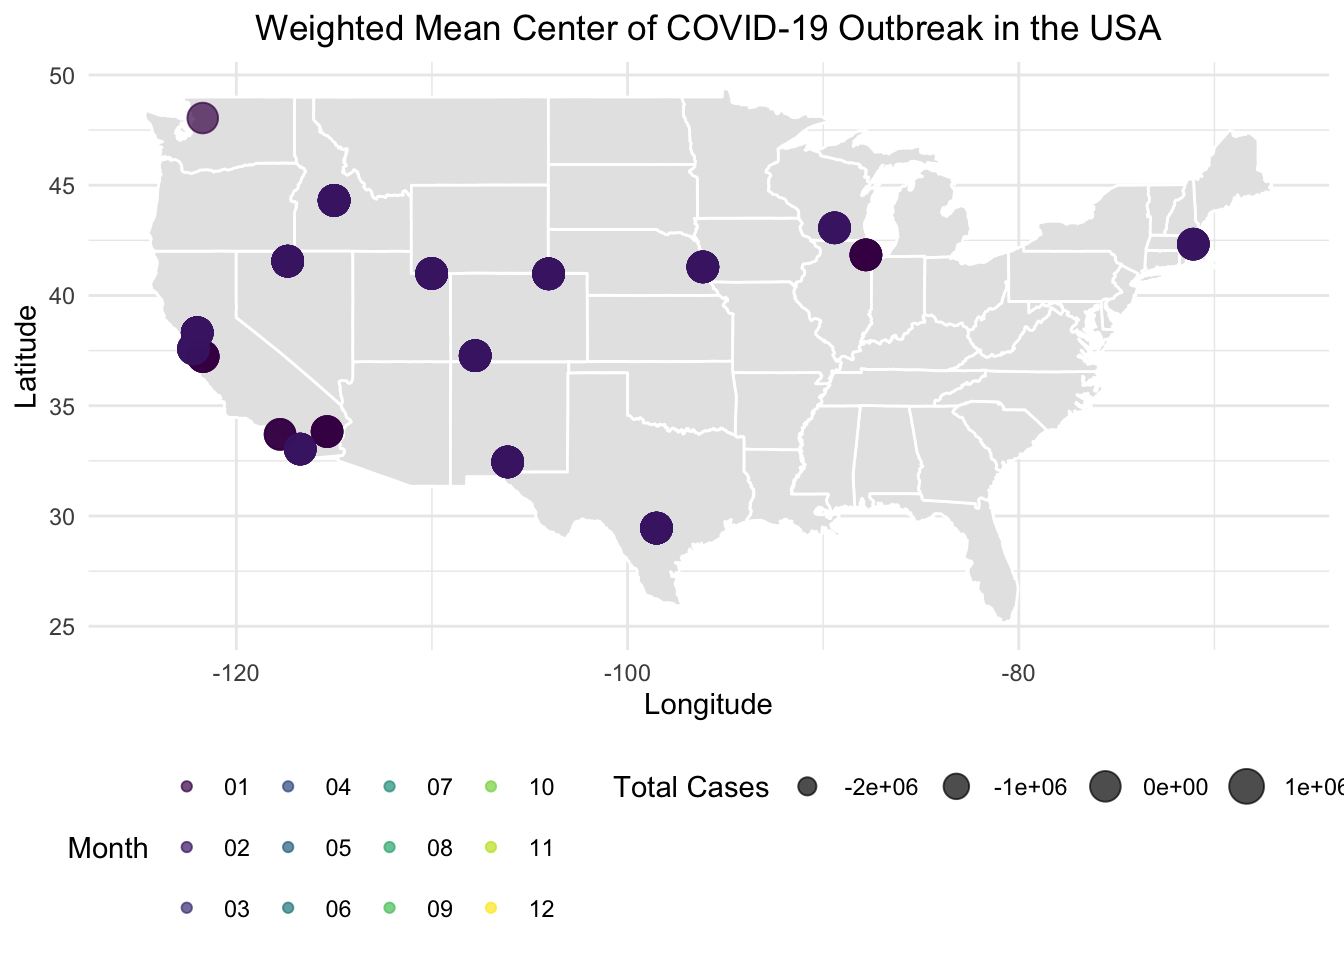 Weighted Mean Center of COVID-19 Outbreak in the USA
50
45
40
35
30
25
Latitude
-120
-100
-80
Longitude
Month
01 04 07 10
02 05 08 11
03 06 09 12
Total Cases -2e+06 -1e+06 0e+00 1e+06